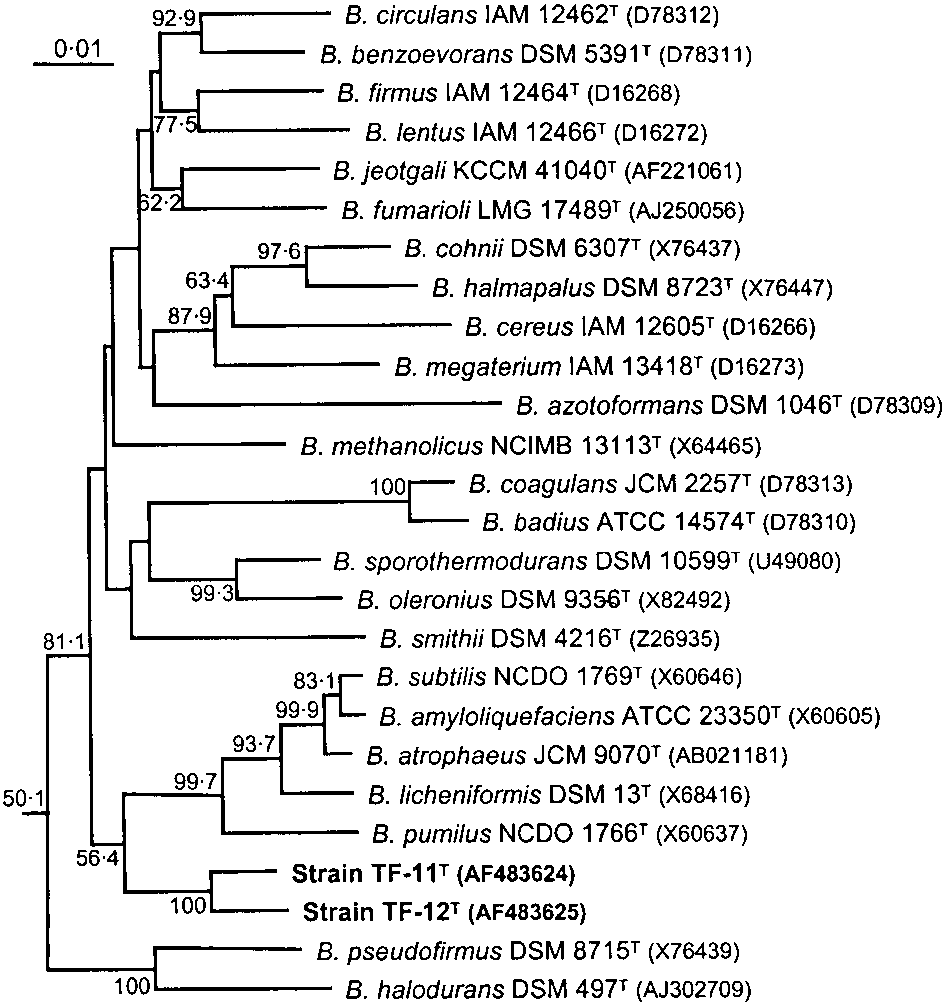 92·9
B. circulans IAM 12462ᵀ (D78312)
0·01
B. benzoevorans DSM 5391ᵀ (D78311)
B. firmus IAM 12464ᵀ (D16268)
77·5
B. lentus IAM 12466ᵀ (D16272)
B. jeotgali KCCM 41040ᵀ (AF221061)
62·2
B. fumarioli LMG 17489ᵀ (AJ250056)
97·6
B. cohnii DSM 6307ᵀ (X76437)
63·4
B. halmapalus DSM 8723ᵀ (X76447)
87·9
B. cereus IAM 12605ᵀ (D16266)
B. megaterium IAM 13418ᵀ (D16273)
B. azotoformans DSM 1046ᵀ (D78309)
B. methanolicus NCIMB 13113ᵀ (X64465)
100
B. coagulans JCM 2257ᵀ (D78313)
B. badius ATCC 14574ᵀ (D78310)
B. sporothermodurans DSM 10599ᵀ (U49080)
99·3
B. oleronius DSM 9356ᵀ (X82492)
81·1
B. smithii DSM 4216ᵀ (Z26935)
83·1
B. subtilis NCDO 1769ᵀ (X60646)
99·9
B. amyloliquefaciens ATCC 23350ᵀ (X60605)
93·7
B. atrophaeus JCM 9070ᵀ (AB021181)
99·7
B. licheniformis DSM 13ᵀ (X68416)
50·1
B. pumilus NCDO 1766ᵀ (X60637)
56·4
Strain TF-11ᵀ (AF483624)
100
Strain TF-12ᵀ (AF483625)
B. pseudofirmus DSM 8715ᵀ (X76439)
100
B. halodurans DSM 497ᵀ (AJ302709)